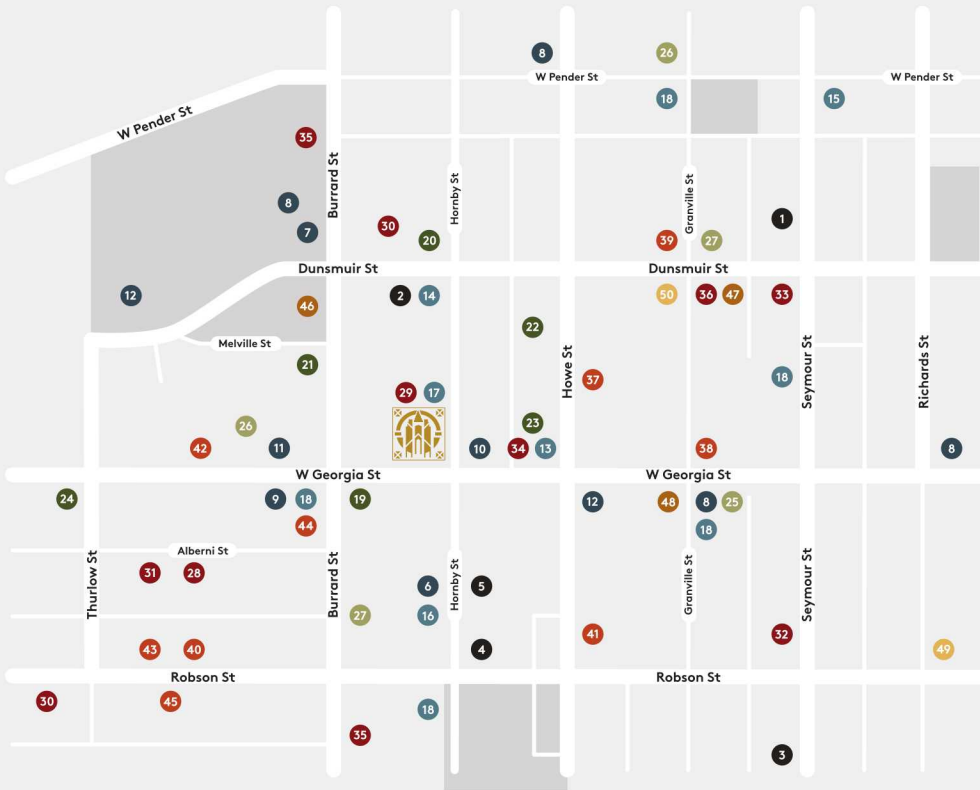 8
26
W Pender St
W Pender St
18
15
W Pender St
35
Burrard St
Hornby St
Granville St
8
7
30
20
1
39
27
Dunsmuir St
Dunsmuir St
12
46
2
14
50
36
47
33
22
Melville St
21
Howe St
37
Seymour St
18
Richards St
29
17
26
23
42
11
10
34
13
38
8
W Georgia St
W Georgia St
24
9
18
19
12
48
8
25
44
18
Alberni St
31
28
Thurlow St
Burrard St
6
Hornby St
5
Granville St
Seymour St
27
16
43
40
4
41
32
49
Robson St
Robson St
30
45
18
35
3